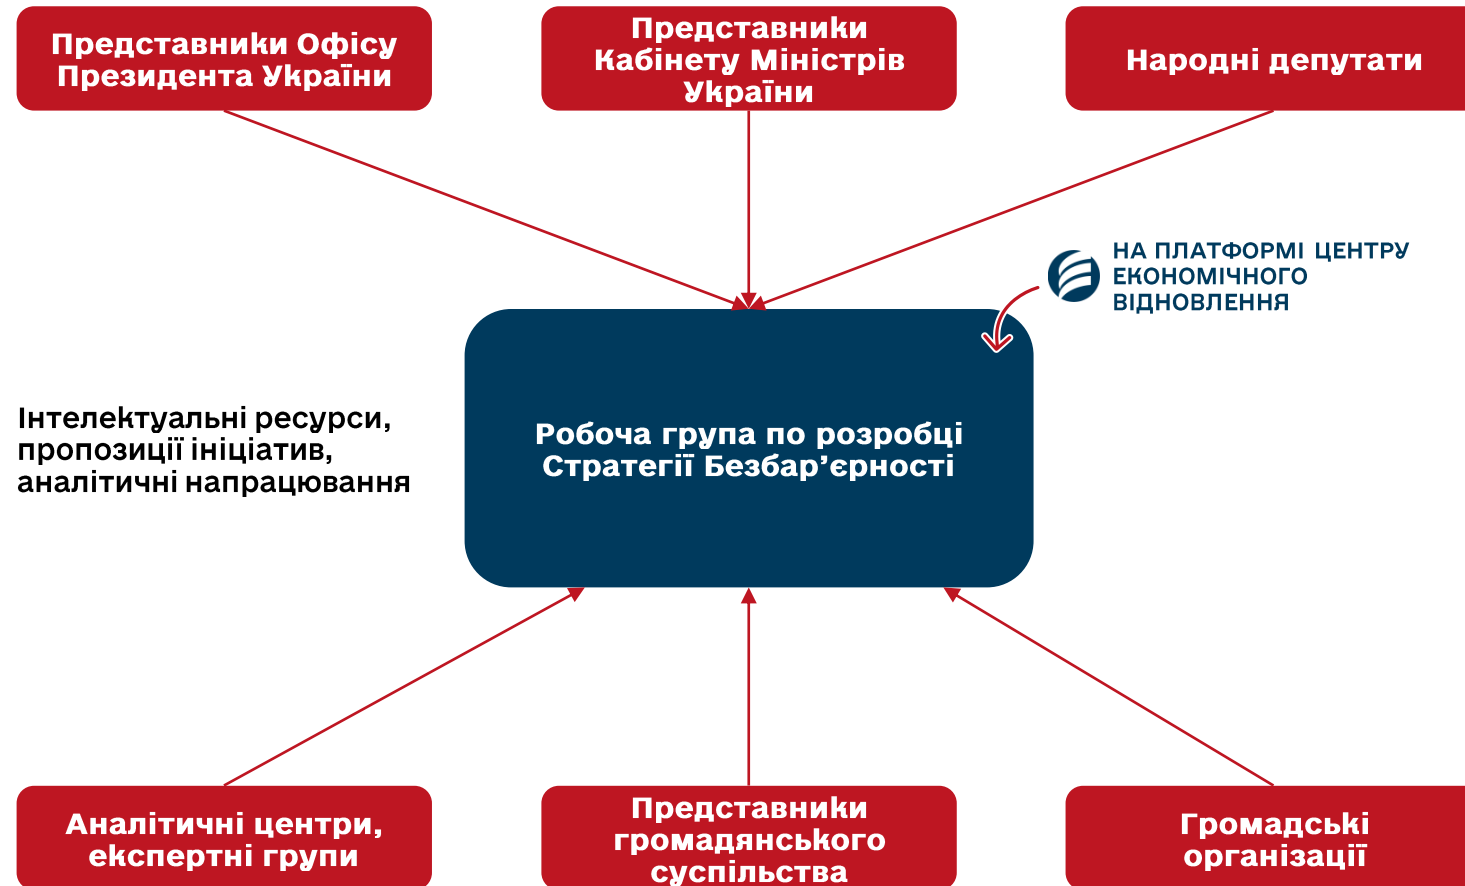 Представники Офісу
Президента України
Представники
Кабінету Міністрів
України
Народні депутати
НА ПЛАТФОРМІ ЦЕНТРУ
ЕКОНОМІЧНОГО
ВІДНОВЛЕННЯ
Інтелектуальні ресурси,
пропозиції ініціатив,
аналітичні напрацювання
Робоча група по розробці
Стратегії Безбар’єрності
Аналітичні центри,
експертні групи
Представники
громадянського
суспільства
Громадські
організації